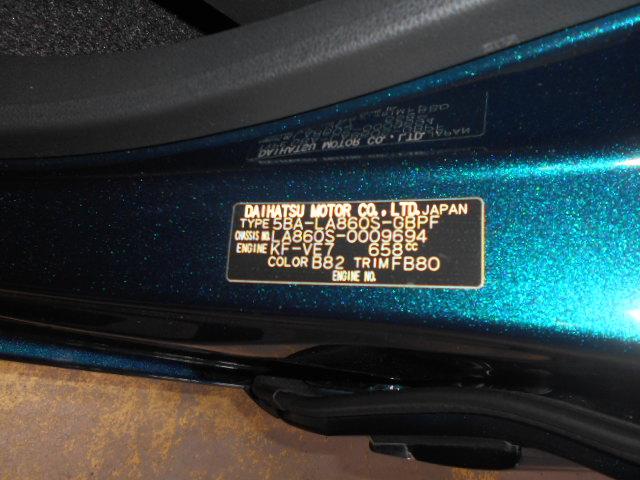 DAIHATSU MOTOR CO., LTD. JAPAN
TYPE 5BA-LA860S-GBPF
CHASSIS NO. LA860S-0009694
ENGINE KF-VE7 658cc
COLOR B82 TRIM FB80
ENGINE NO.